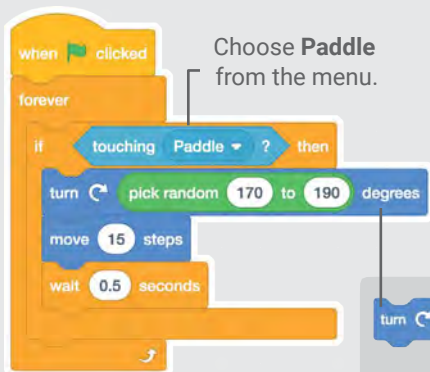 Choose Paddle
from the menu.
when clicked
forever
if touching Paddle ? then
turn pick random 170 to 190 degrees
move 15 steps
wait 0.5 seconds
turn